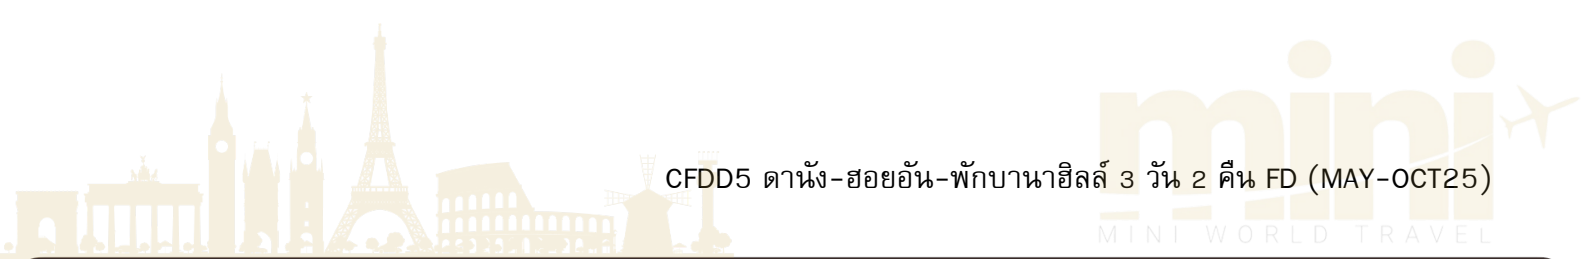 mini
CFDD5 ดานัง-ฮอยอัน-พักบานาฮิลล์ 3 วัน 2 คืน FD (MAY-OCT25)
MINI WORLD TRAVEL